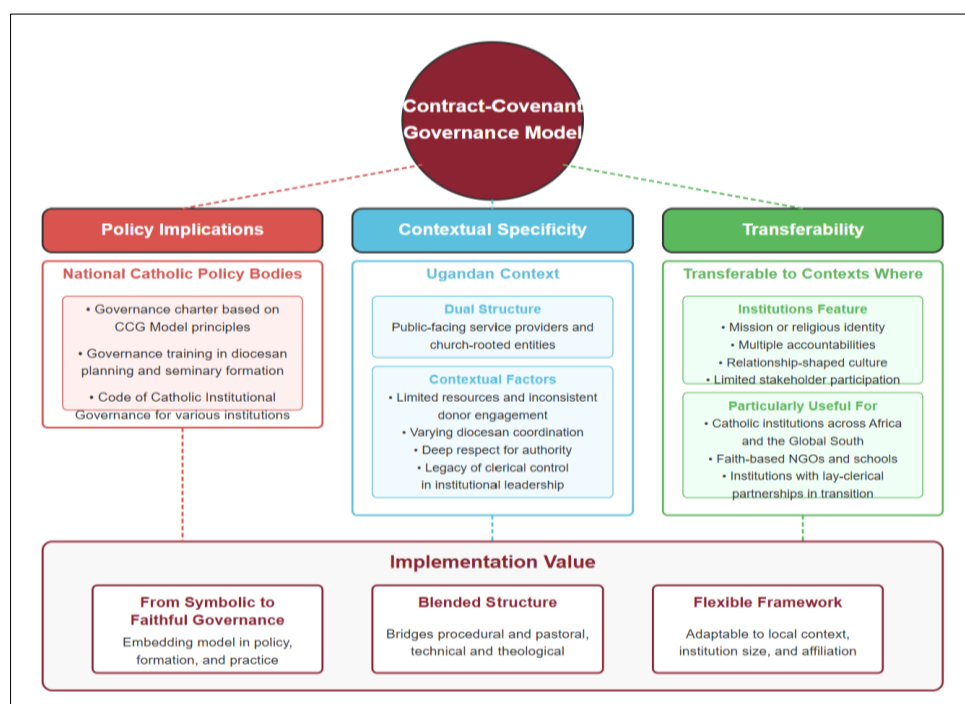 Contract-Covenant
Governance Model
Policy Implications
National Catholic Policy Bodies
• Governance charter based on
CCG Model principles
• Governance training in diocesan
planning and seminary formation
• Code of Catholic Institutional
Governance for various institutions
Contextual Specificity
Ugandan Context
Dual Structure
Public-facing service providers and
church-rooted entities
Contextual Factors
• Limited resources and inconsistent
donor engagement
• Varying diocesan coordination
• Deep respect for authority
• Legacy of clerical control
in institutional leadership
Transferability
Transferable to Contexts Where
Institutions Feature
• Mission or religious identity
• Multiple accountabilities
• Relationship-shaped culture
• Limited stakeholder participation
Particularly Useful For
• Catholic institutions across Africa
and the Global South
• Faith-based NGOs and schools
• Institutions with lay-clerical
partnerships in transition
Implementation Value
From Symbolic to
Faithful Governance
Embedding model in policy,
formation, and practice
Blended Structure
Bridges procedural and pastoral,
technical and theological
Flexible Framework
Adaptable to local context,
institution size, and affiliation